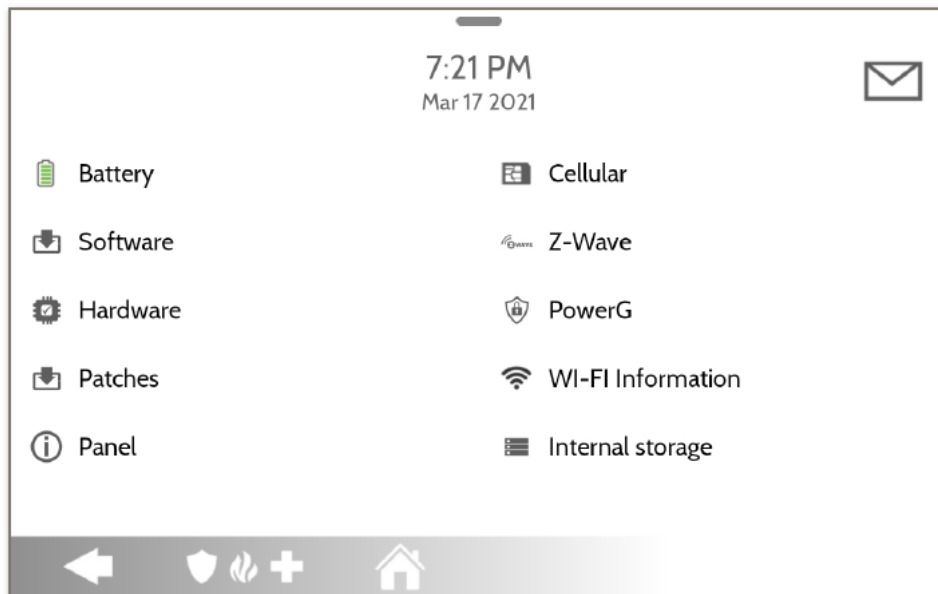 7:21 PM
Mar 17 2021
Battery
Software
Hardware
Patches
Panel
Cellular
Z-Wave
PowerG
WI-FI Information
Internal storage